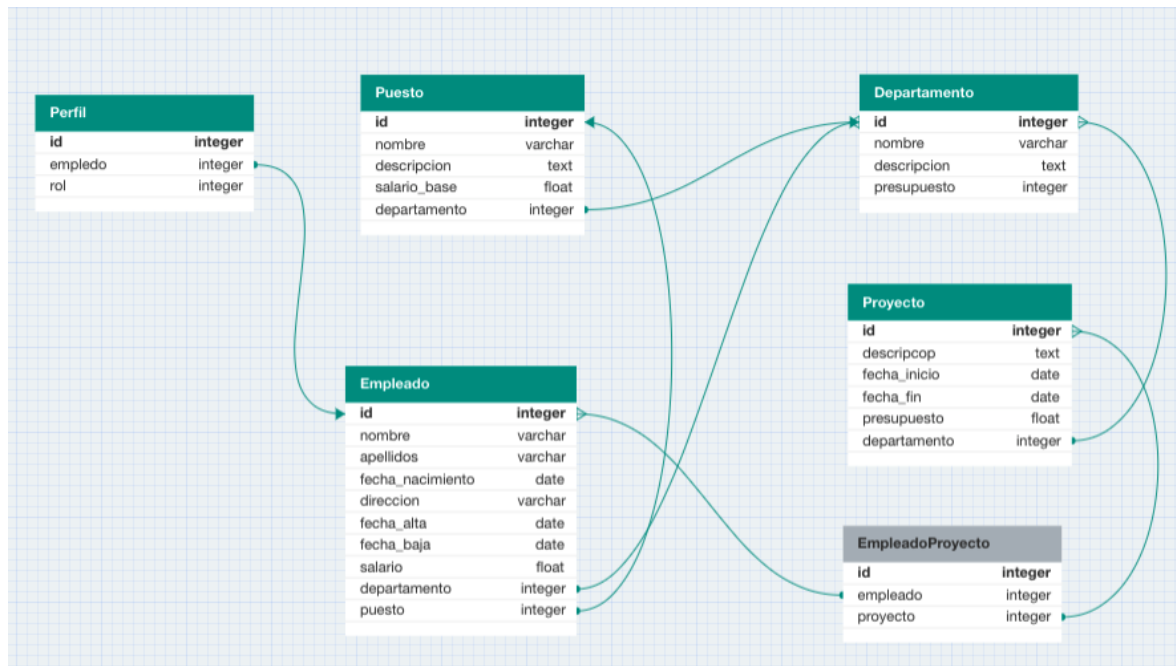 Perfil
id integer
empledo integer
rol integer
Puesto
id integer
nombre varchar
descripcion text
salario_base float
departamento integer
Departamento
id integer
nombre varchar
descripcion text
presupuesto integer
Proyecto
id integer
descripcop text
fecha_inicio date
fecha_fin date
presupuesto float
departamento integer
Empleado
id integer
nombre varchar
apellidos varchar
fecha_nacimiento date
direccion varchar
fecha_alta date
fecha_baja date
salario float
departamento integer
puesto integer
EmpleadoProyecto
id integer
empleado integer
proyecto integer